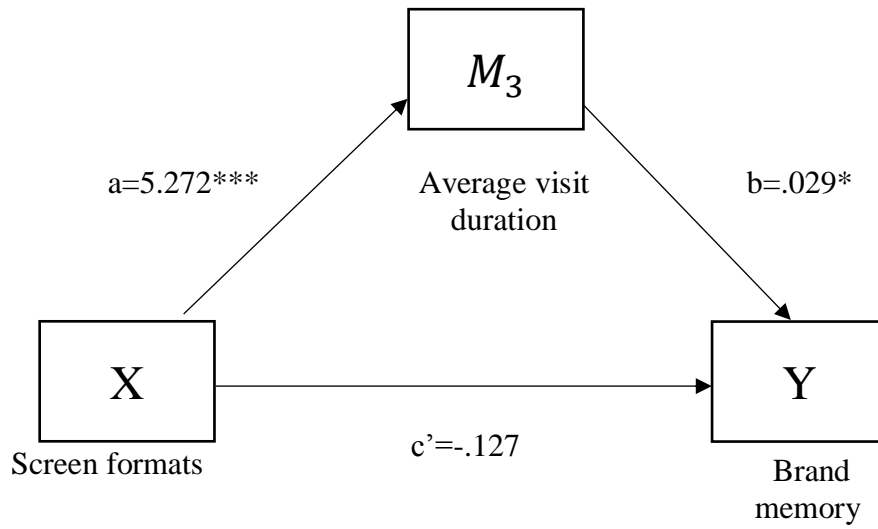 M₃
a=5.272***
Average visit
duration
b=.029*
X
Y
Screen formats
c’=-.127
Brand
memory